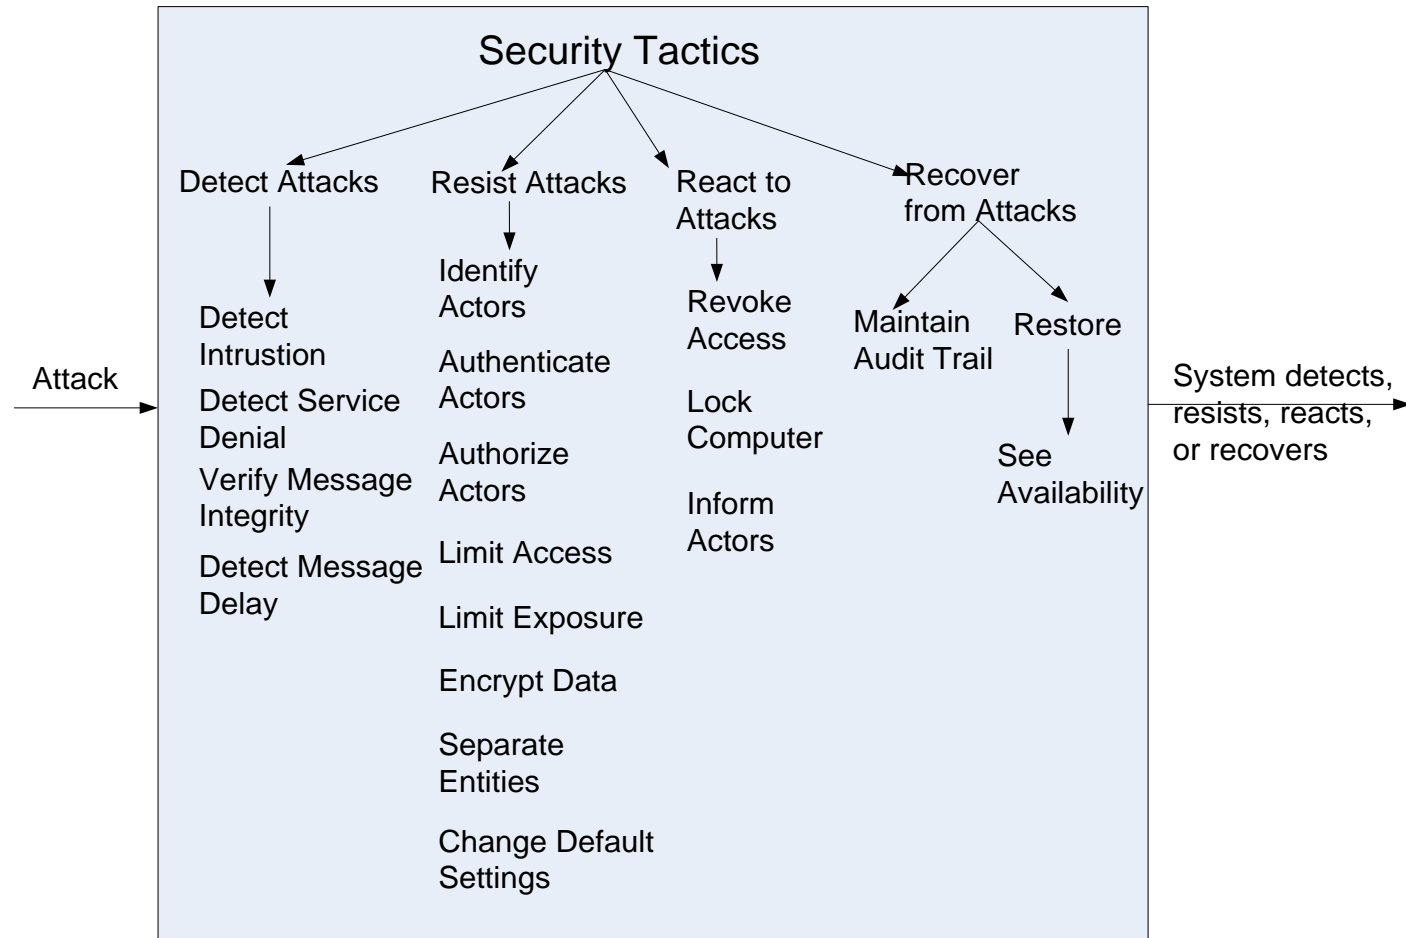 Security Tactics
Detect Attacks
Resist Attacks
React to
Attacks
Recover
from Attacks
Detect
Intrustion
Detect Service
Denial
Verify Message
Integrity
Detect Message
Delay
Identify
Actors
Authenticate
Actors
Authorize
Actors
Limit Access
Limit Exposure
Encrypt Data
Separate
Entities
Change Default
Settings
Revoke
Access
Lock
Computer
Inform
Actors
Maintain
Audit Trail
Restore
See
Availability
Attack
System detects,
resists, reacts,
or recovers